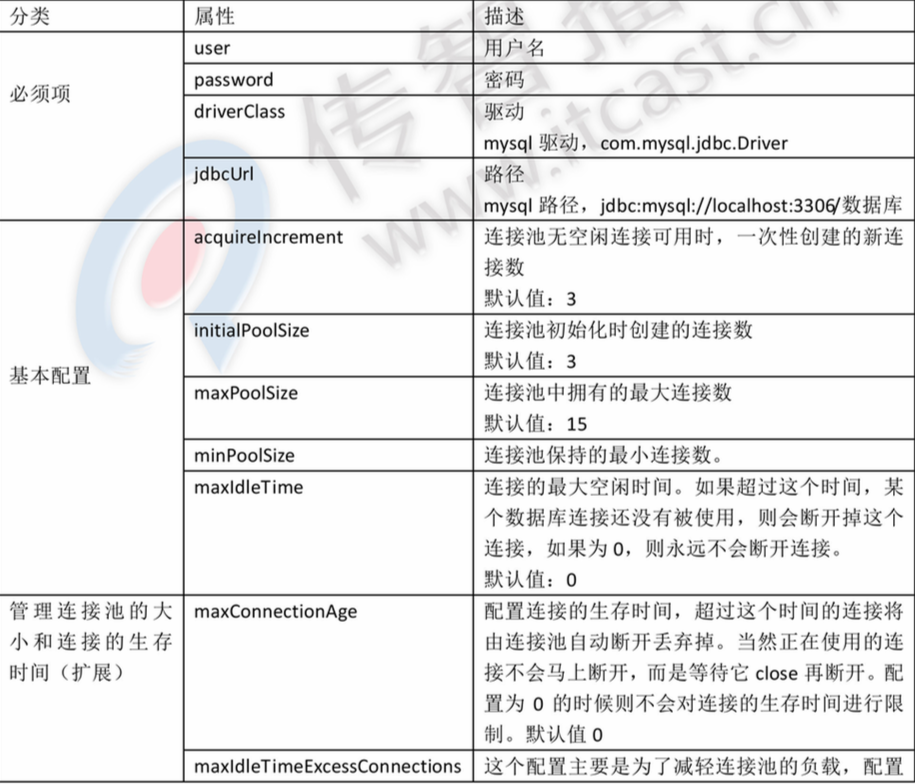 分类 属性 描述
必须项 user 用户名
password 密码
driverClass 驱动
mysql 驱动，com.mysql.jdbc.Driver
jdbcUrl 路径
mysql 路径，jdbc:mysql://localhost:3306/数据库
基本配置 acquireIncrement 连接池无空闲连接可用时，一次性创建的新连
接数
默认值：3
initialPoolSize 连接池初始化时创建的连接数
默认值：3
maxPoolSize 连接池中拥有的最大连接数
默认值：15
minPoolSize 连接池保持的最小连接数。
maxIdleTime 连接的最大空闲时间。如果超过这个时间，某
个数据库连接还没有被使用，则会断开掉这个
连接，如果为 0，则永远不会断开连接。
默认值：0
管理连接池的大 maxConnectionAge 配置连接的生存时间，超过这个时间的连接将
小和连接的生存 由连接池自动断开丢弃掉。当然正在使用的连
时间（扩展） 接不会马上断开，而是等待它 close 再断开。配
置为 0 的时候则不会对连接的生存时间进行限
制。默认值 0
maxIdleTimeExcessConnections 这个配置主要是为了减轻连接池的负载，配置
传智播
www.itcast.cn